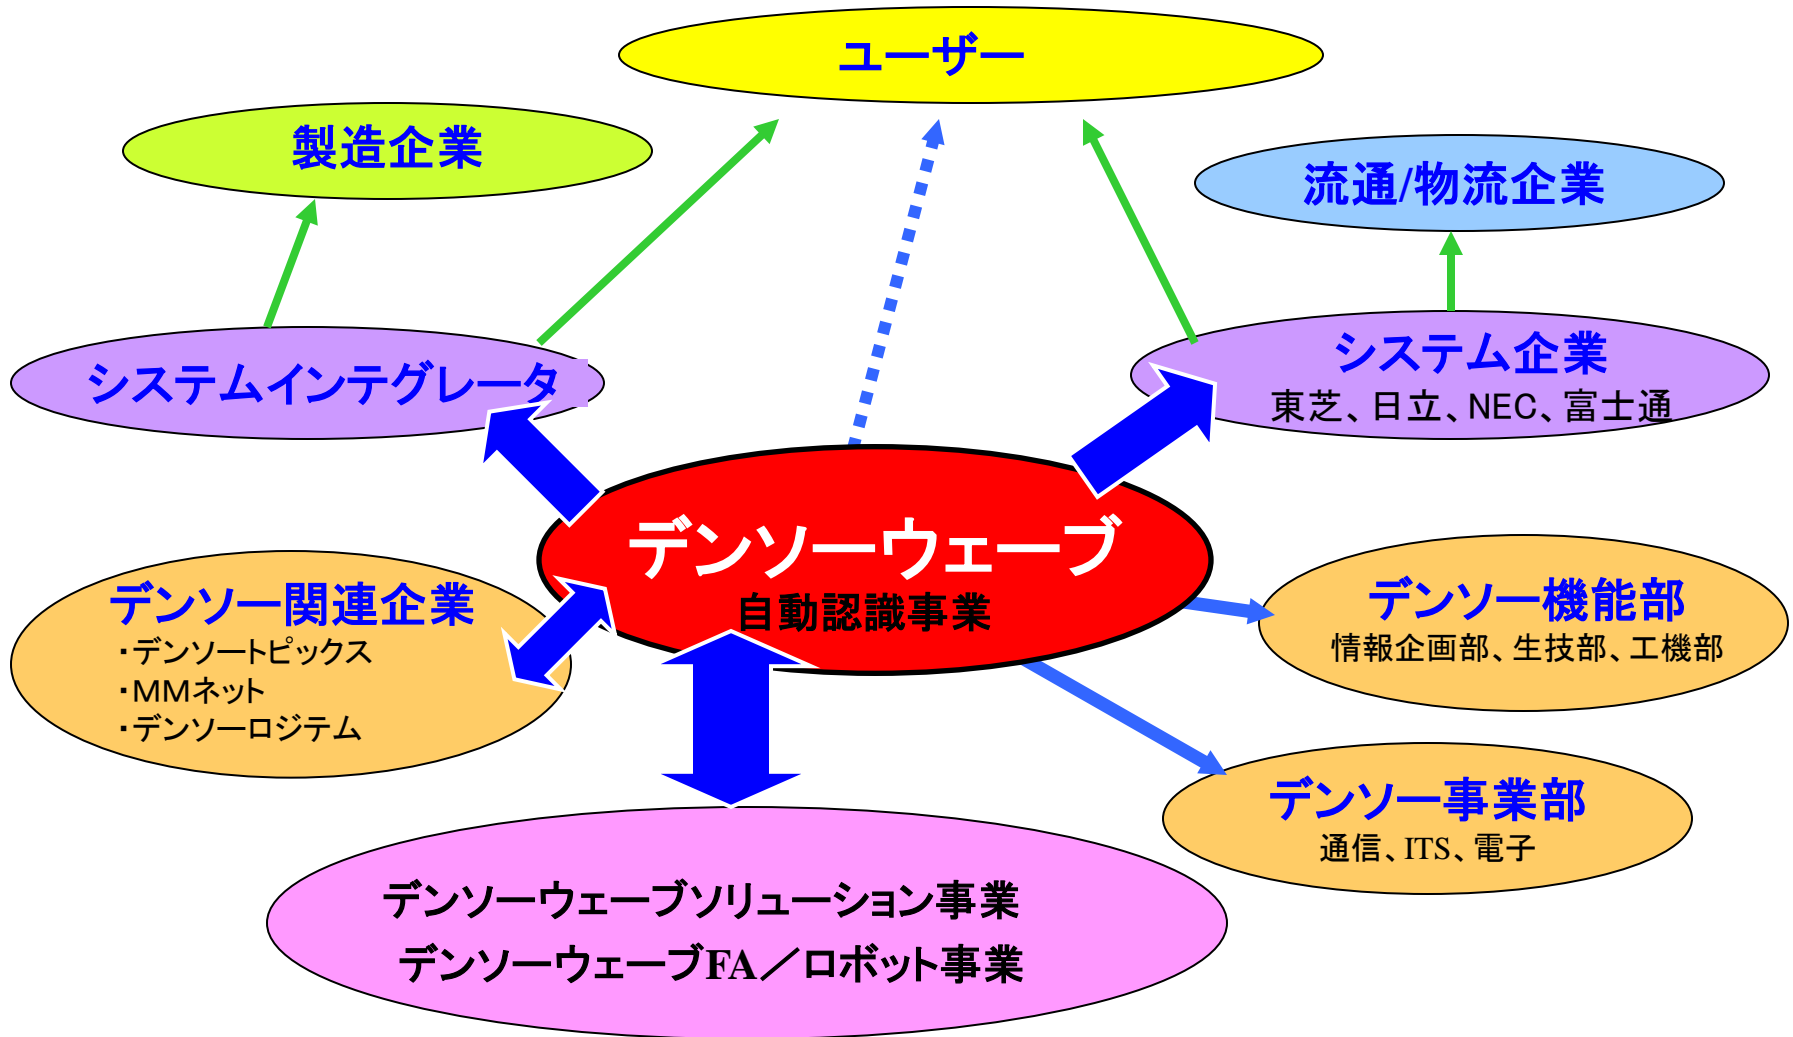 ユーザー
製造企業
流通/物流企業
システムインテグレータ
システム企業
東芝、日立、NEC、富士通
デンソーウェーブ
自動認識事業
デンソー関連企業
・デンソートピックス
・MMネット
・デンソーロジテム
デンソー機能部
情報企画部、生技部、工機部
デンソー事業部
通信、ITS、電子
デンソーウェーブソリューション事業
デンソーウェーブFA／ロボット事業